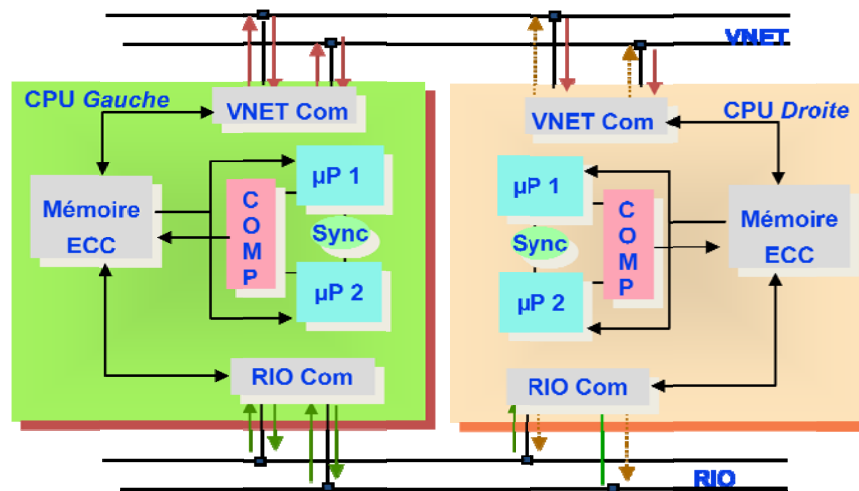 VNET
CPU Gauche
VNET Com
µP 1
Mémoire
ECC
C
O
M
P
Sync
µP 2
RIO Com
CPU Droite
VNET Com
µP 1
C
O
M
P
Sync
Mémoire
ECC
µP 2
RIO Com
RIO